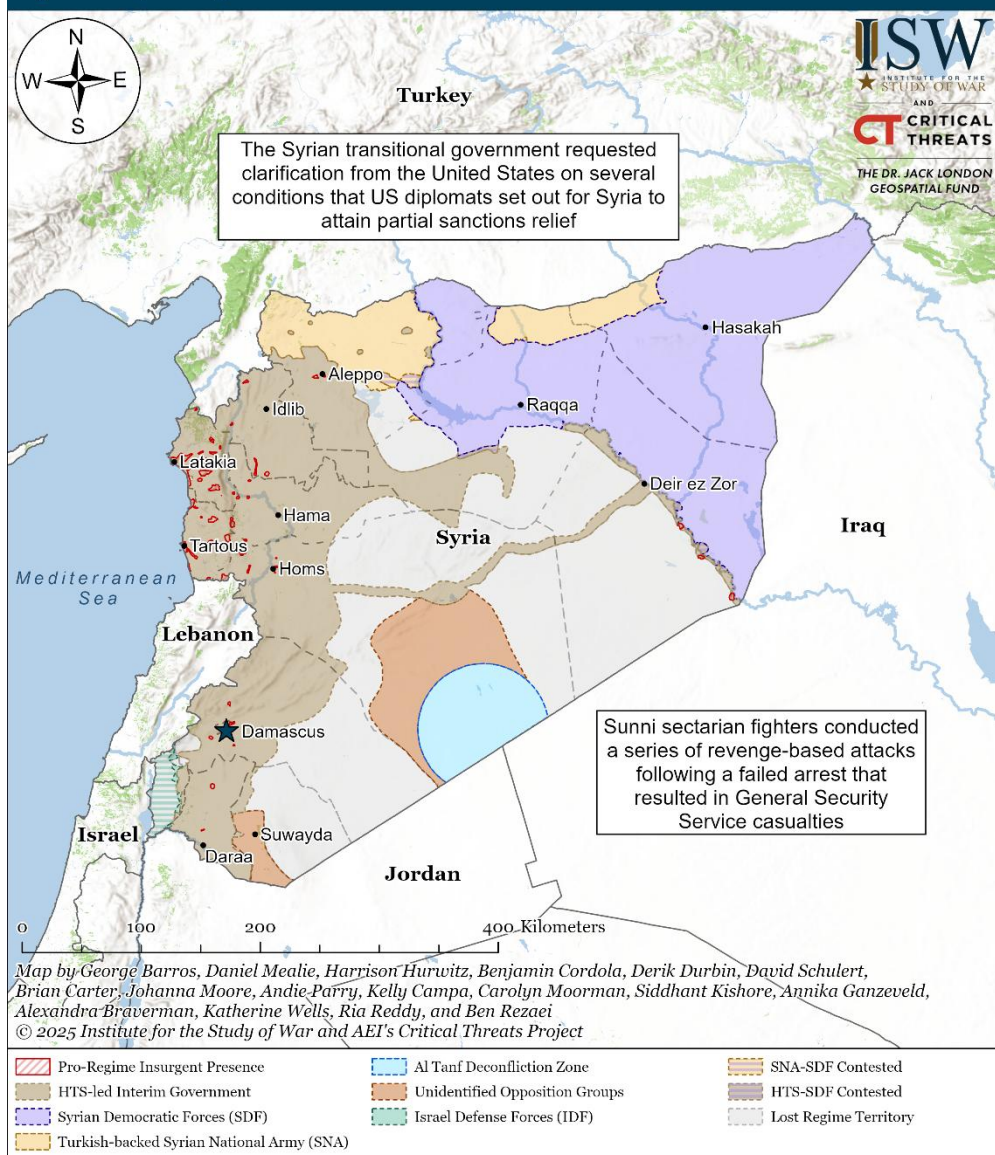 N
W
E
S
ISW
INSTITUTE FOR THE
STUDY OF WAR
AND
CT CRITICAL
THREATS
THE DR. JACK LONDON
GEOSPATIAL FUND
Turkey
The Syrian transitional government requested
clarification from the United States on several
conditions that US diplomats set out for Syria to
attain partial sanctions relief
Hasakah
Aleppo
Idlib
Raqqa
Latakia
Deir ez Zor
Hama
Syria
Iraq
Tartous
Homs
Mediterranean
Sea
Lebanon
Damascus
Sunni sectarian fighters conducted
a series of revenge-based attacks
following a failed arrest that
resulted in General Security
Service casualties
Israel
Suwayda
Daraa
Jordan
0 100 200 400 Kilometers
Map by George Barros, Daniel Mealie, Harrison Hurwitz, Benjamin Cordola, Derik Durbin, David Schulert,
Brian Carter, Johanna Moore, Andie Parry, Kelly Campa, Carolyn Moorman, Siddhant Kishore, Annika Ganzeveld,
Alexandra Braverman, Katherine Wells, Ria Reddy, and Ben Rezaei
© 2025 Institute for the Study of War and AEI's Critical Threats Project
Pro-Regime Insurgent Presence
HTS-led Interim Government
Syrian Democratic Forces (SDF)
Turkish-backed Syrian National Army (SNA)
Al Tanf Deconfliction Zone
Unidentified Opposition Groups
Israel Defense Forces (IDF)
SNA-SDF Contested
HTS-SDF Contested
Lost Regime Territory